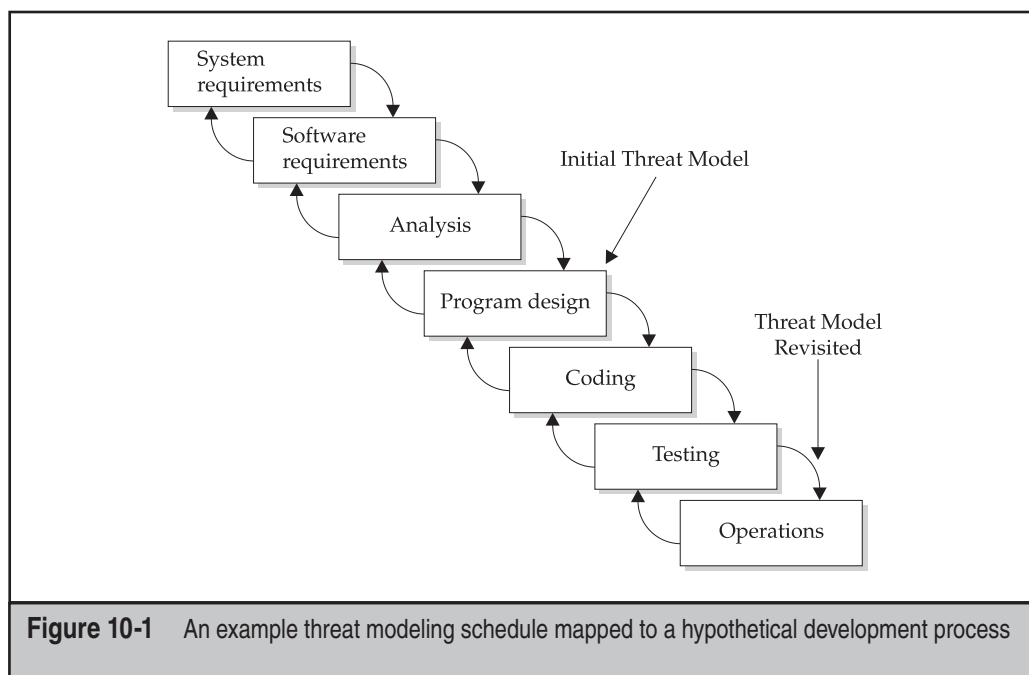 System
requirements
Software
requirements
Initial Threat Model
Analysis
Program design
Threat Model
Revisited
Coding
Testing
Operations
Figure 10-1 An example threat modeling schedule mapped to a hypothetical development process